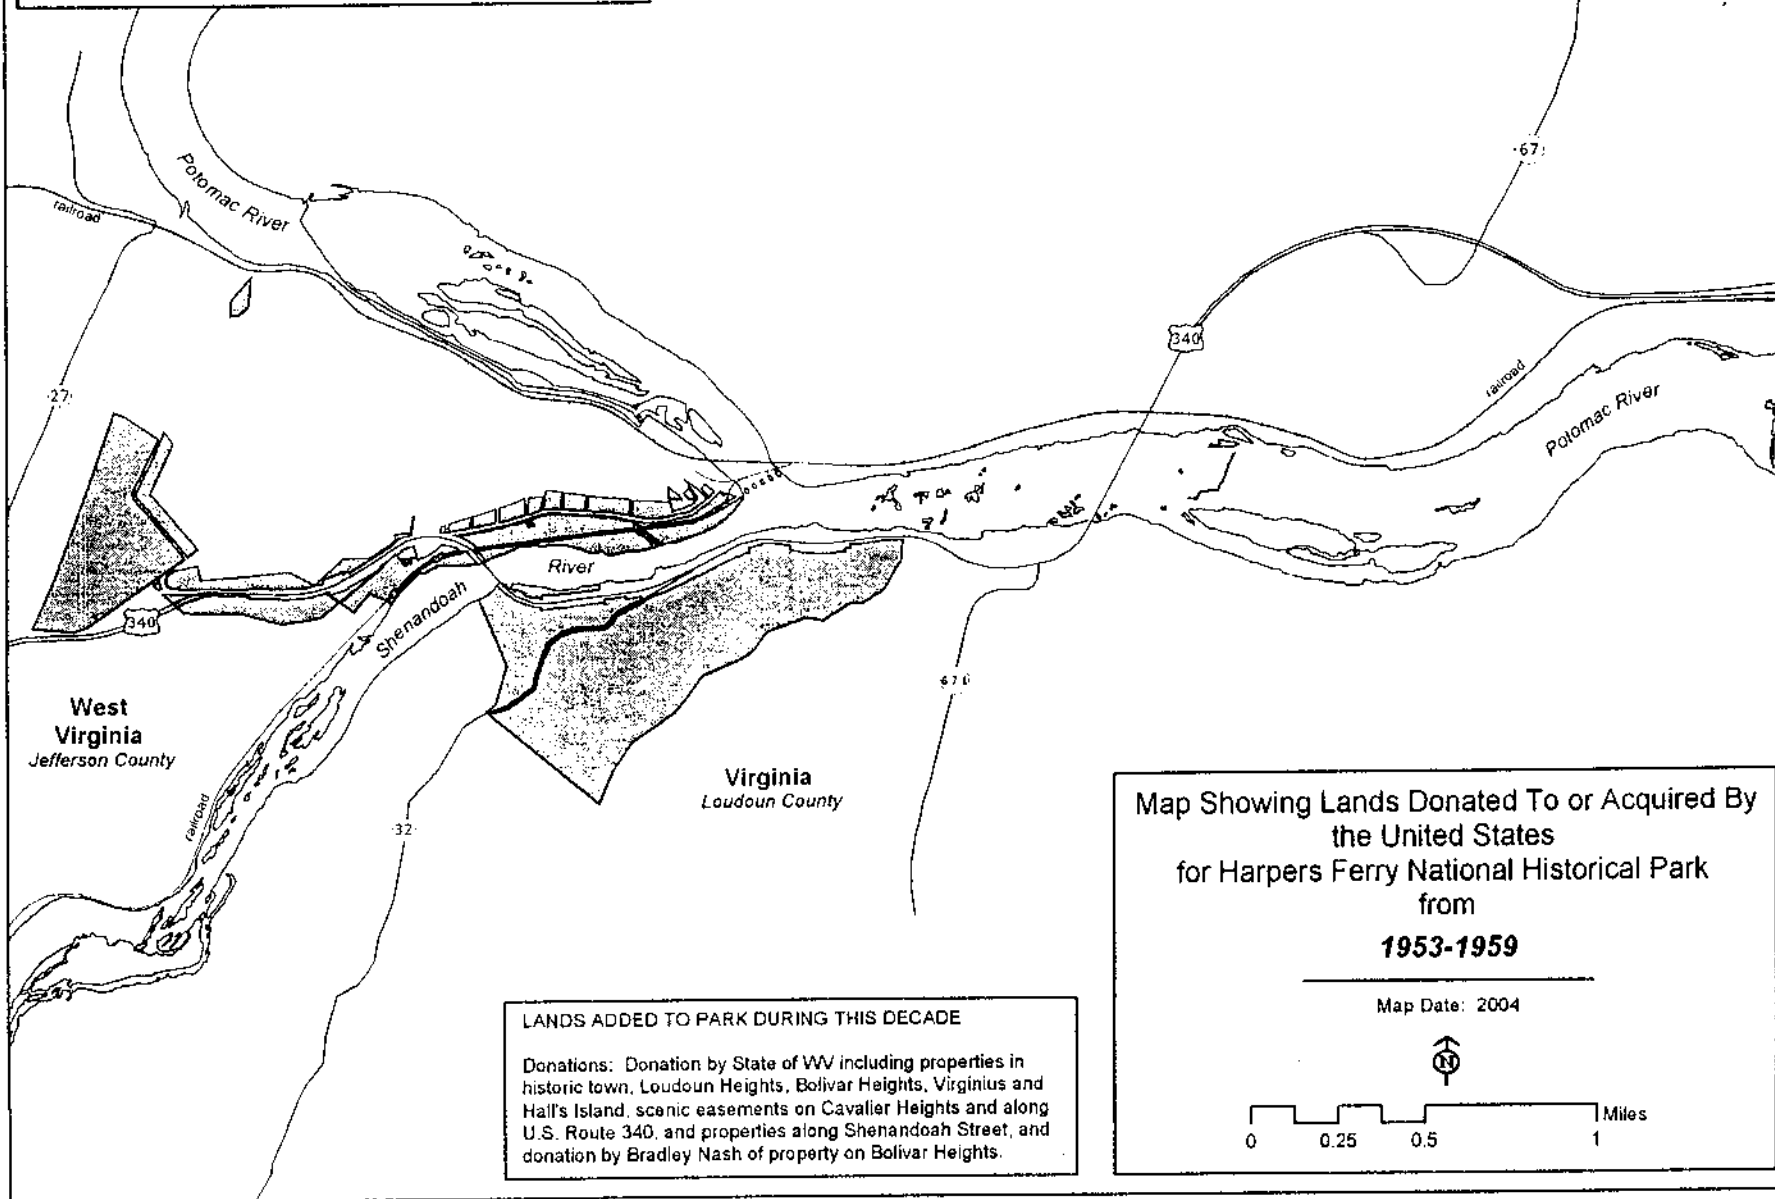 67
Potomac River
railroad
340
27
railroad
Potomac River
River
Shenandoah
340
671
West
Virginia
Jefferson County
Virginia
Loudoun County
railroad
32
Map Showing Lands Donated To or Acquired By
the United States
for Harpers Ferry National Historical Park
from
1953-1959
Map Date: 2004
N
Miles
0 0.25 0.5 1
LANDS ADDED TO PARK DURING THIS DECADE
Donations: Donation by State of WV including properties in
historic town, Loudoun Heights, Bolivar Heights, Virginius and
Hall's Island, scenic easements on Cavalier Heights and along
U.S. Route 340, and properties along Shenandoah Street, and
donation by Bradley Nash of property on Bolivar Heights.